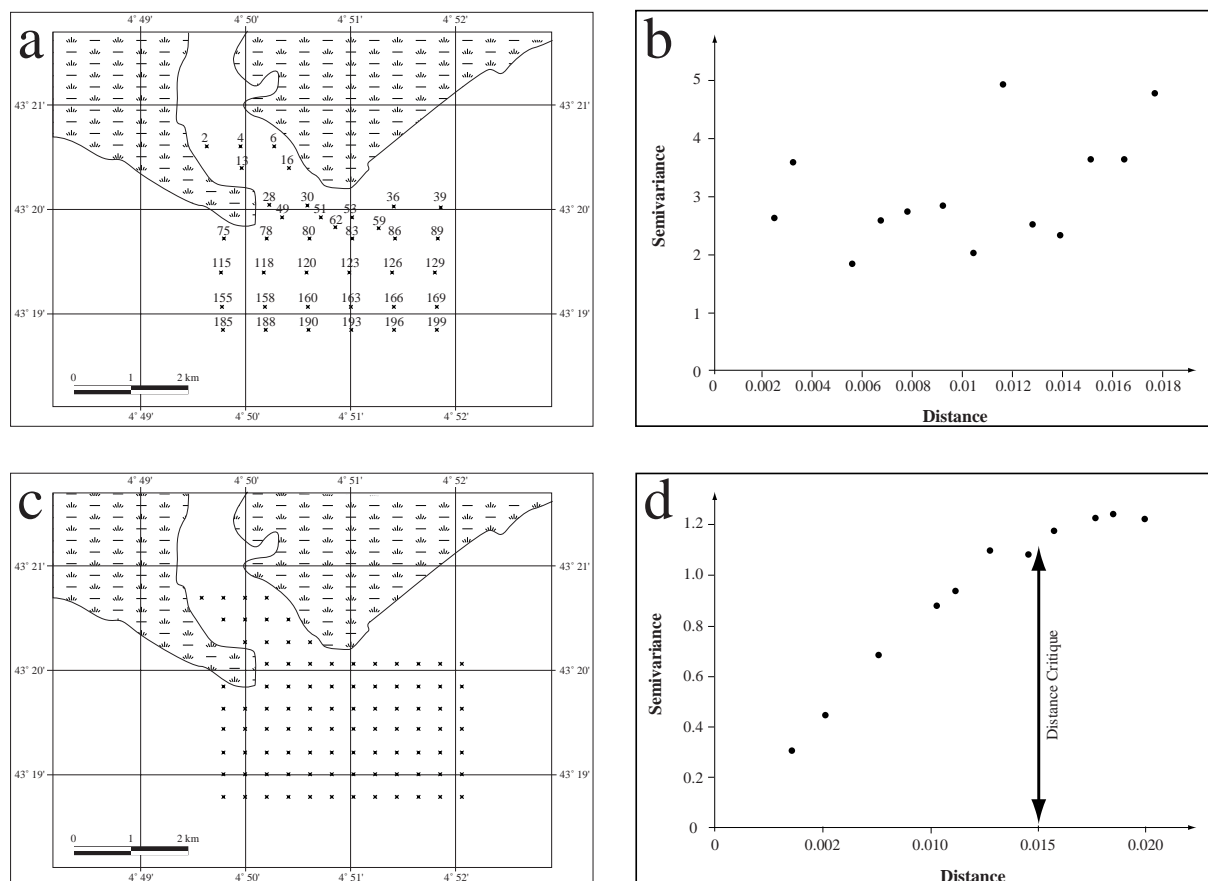 a
4° 49' 4° 50' 4° 51' 4° 52'
43° 21' 43° 21'
2 4 6
13 16
28 30 36 39
43° 20' 43° 20'
49 51 53
62 59
75 78 80 83 86 89
115 118 120 123 126 129
155 158 160 163 166 169
43° 19' 43° 19'
185 188 190 193 196 199
0 1 2 km
4° 49' 4° 50' 4° 51' 4° 52'
b
Semivariance
5
4
3
2
1
0
0 0.002 0.004 0.006 0.008 0.01 0.012 0.014 0.016 0.018
Distance
c
4° 49' 4° 50' 4° 51' 4° 52'
43° 21' 43° 21'
43° 20' 43° 20'
43° 19' 43° 19'
0 1 2 km
4° 49' 4° 50' 4° 51' 4° 52'
d
Semivariance
1.2
1.0
0.8
0.6
0.4
0.2
0
Distance Critique
0 0.002 0.010 0.015 0.020
Distance